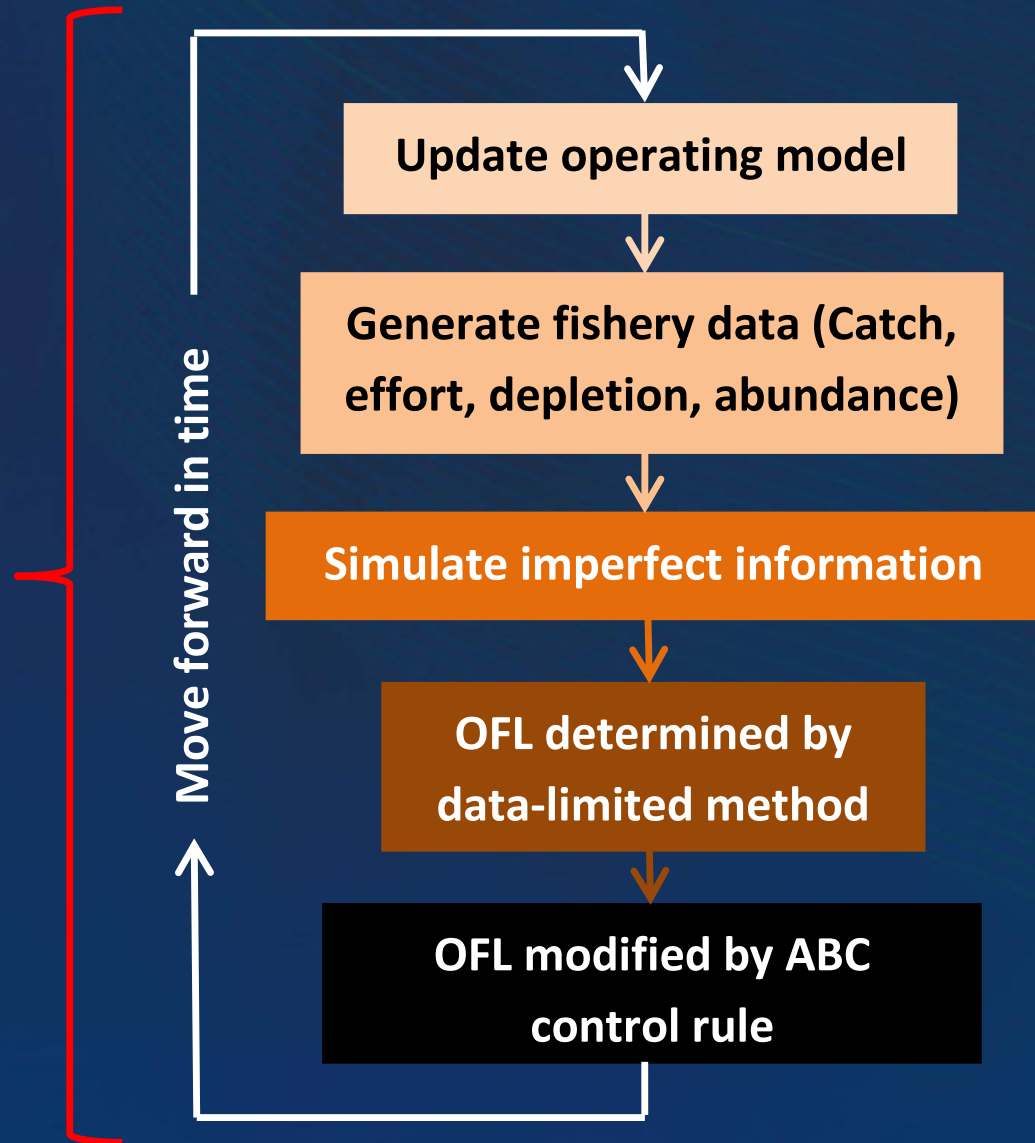 Update operating model
Generate fishery data (Catch,
effort, depletion, abundance)
Simulate imperfect information
OFL determined by
data-limited method
OFL modified by ABC
control rule
Move forward in time